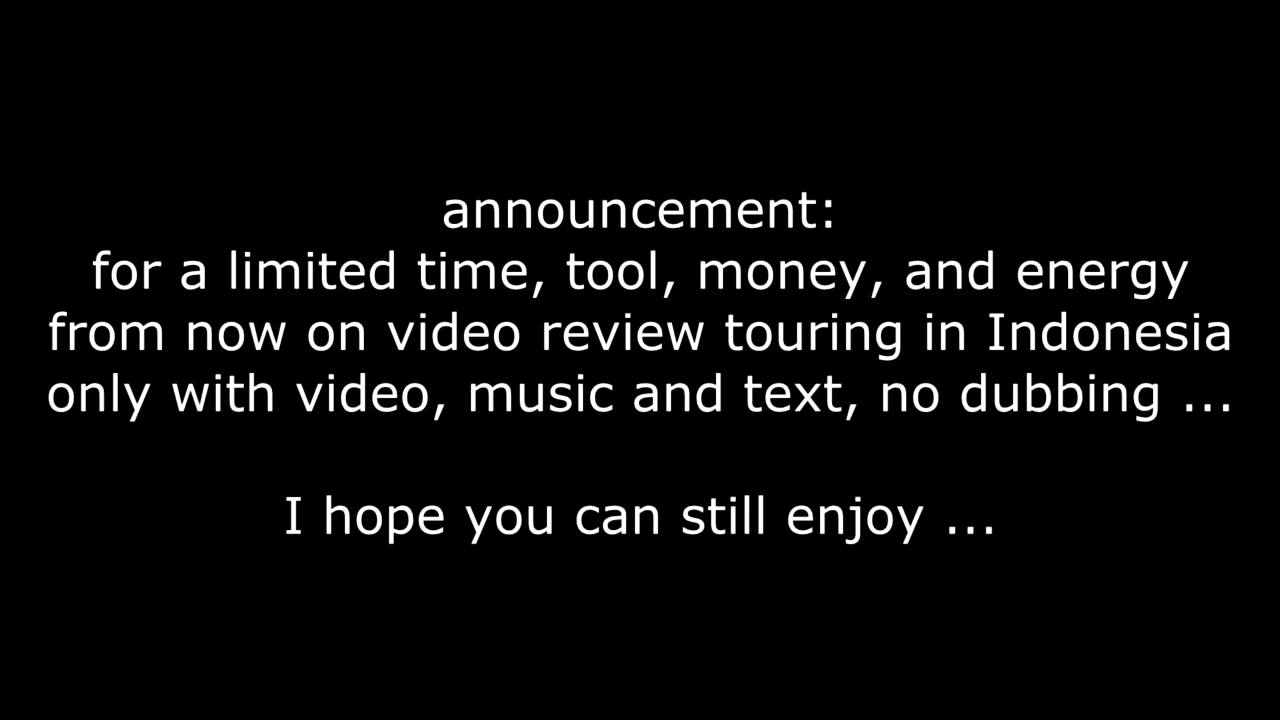 announcement:
for a limited time, tool, money, and energy
from now on video review touring in Indonesia
only with video, music and text, no dubbing ...
I hope you can still enjoy ...